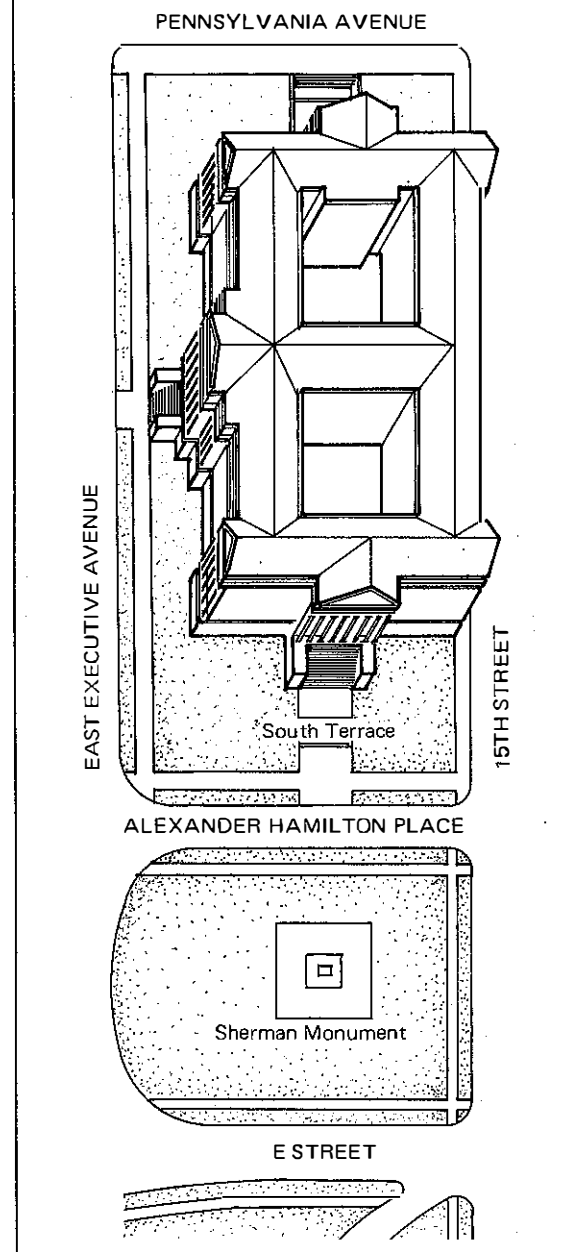 PENNSYLVANIA AVENUE
EAST EXECUTIVE AVENUE
15TH STREET
South Terrace
ALEXANDER HAMILTON PLACE
Sherman Monument
E STREET